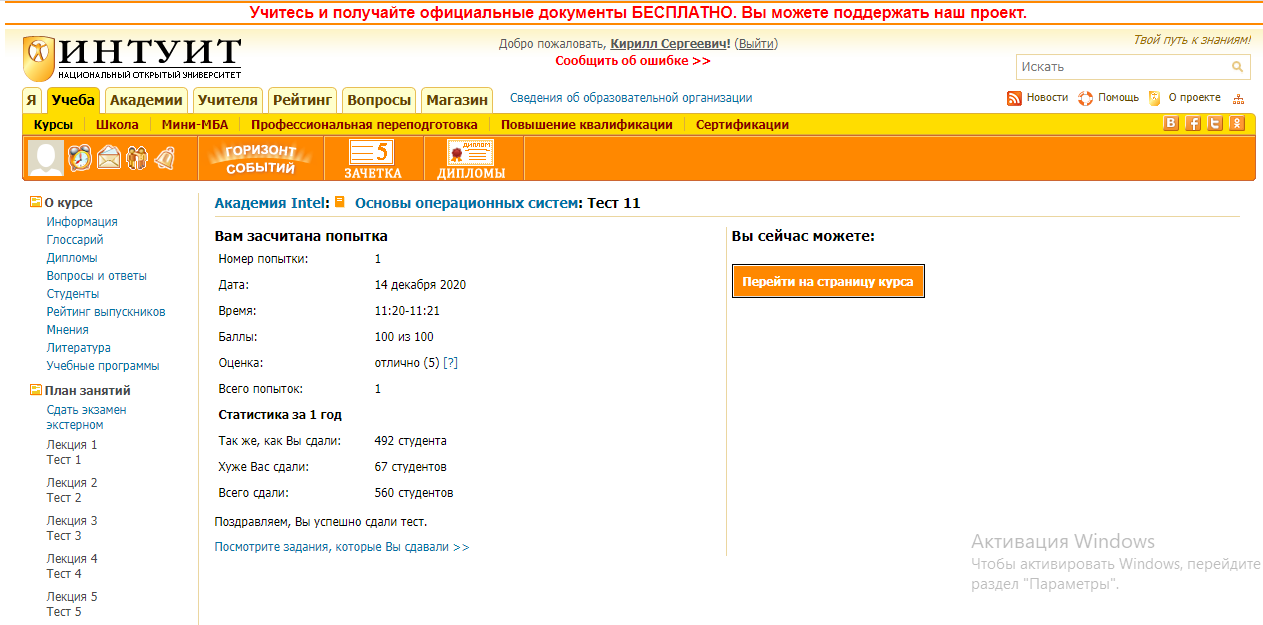 Учитесь и получайте официальные документы БЕСПЛАТНО. Вы можете поддержать наш проект.
Твой путь к знаниям!
ИНТУИТ
НАЦИОНАЛЬНЫЙ ОТКРЫТЫЙ УНИВЕРСИТЕТ
Добро пожаловать, Кирилл Сергеевич! (Выйти)
Сообщить об ошибке >>
Искать
Я Учеба Академии Учителя Рейтинг Вопросы Магазин Сведения об образовательной организации Новости Помощь О проекте
Курсы Школа Мини-МБА Профессиональная переподготовка Повышение квалификации Сертификации
ГОРИЗОНТ СОБЫТИЙ
5
ЗАЧЕТКА
ДИПЛОМ
ДИПЛОМЫ
О курсе
Информация
Глоссарий
Дипломы
Вопросы и ответы
Студенты
Рейтинг выпускников
Мнения
Литература
Учебные программы
План занятий
Сдать экзамен
экстерном
Лекция 1
Тест 1
Лекция 2
Тест 2
Лекция 3
Тест 3
Лекция 4
Тест 4
Лекция 5
Тест 5
Академия Intel: Основы операционных систем: Тест 11
Вам засчитана попытка
Номер попытки: 1
Дата: 14 декабря 2020
Время: 11:20-11:21
Баллы: 100 из 100
Оценка: отлично (5) [?]
Всего попыток: 1
Статистика за 1 год
Так же, как Вы сдали: 492 студента
Хуже Вас сдали: 67 студентов
Всего сдали: 560 студентов
Поздравляем, Вы успешно сдали тест.
Посмотрите задания, которые Вы сдавали >>
Вы сейчас можете:
Перейти на страницу курса
Активация Windows
Чтобы активировать Windows, перейдите
раздел "Параметры".